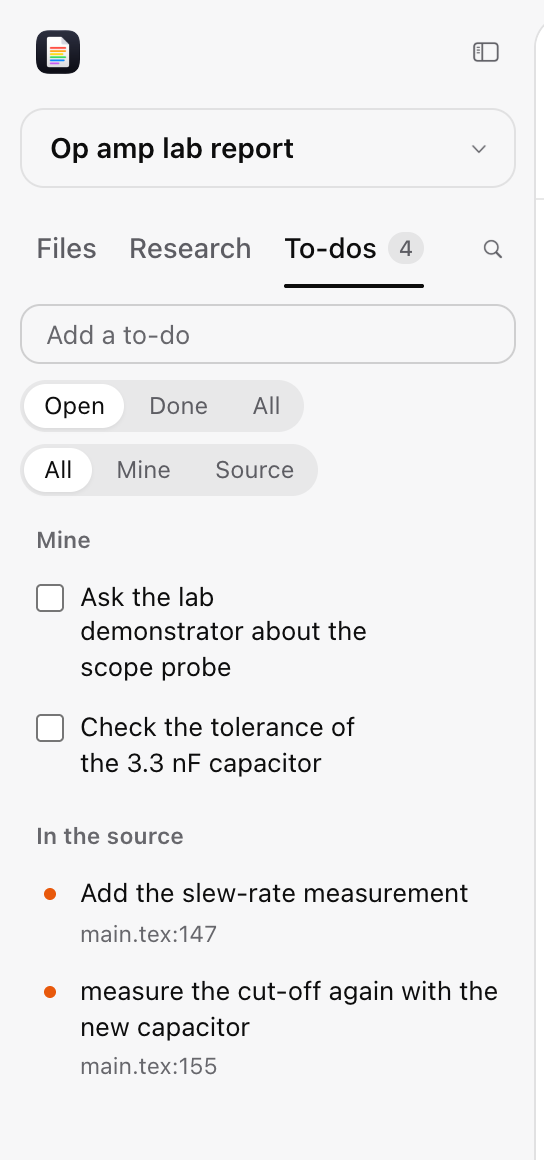 Op amp lab report
Files Research To-dos 4
Add a to-do
Open Done All
All Mine Source
Mine
Ask the lab
demonstrator about the
scope probe
Check the tolerance of
the 3.3 nF capacitor
In the source
Add the slew-rate measurement
main.tex:147
measure the cut-off again with the
new capacitor
main.tex:155